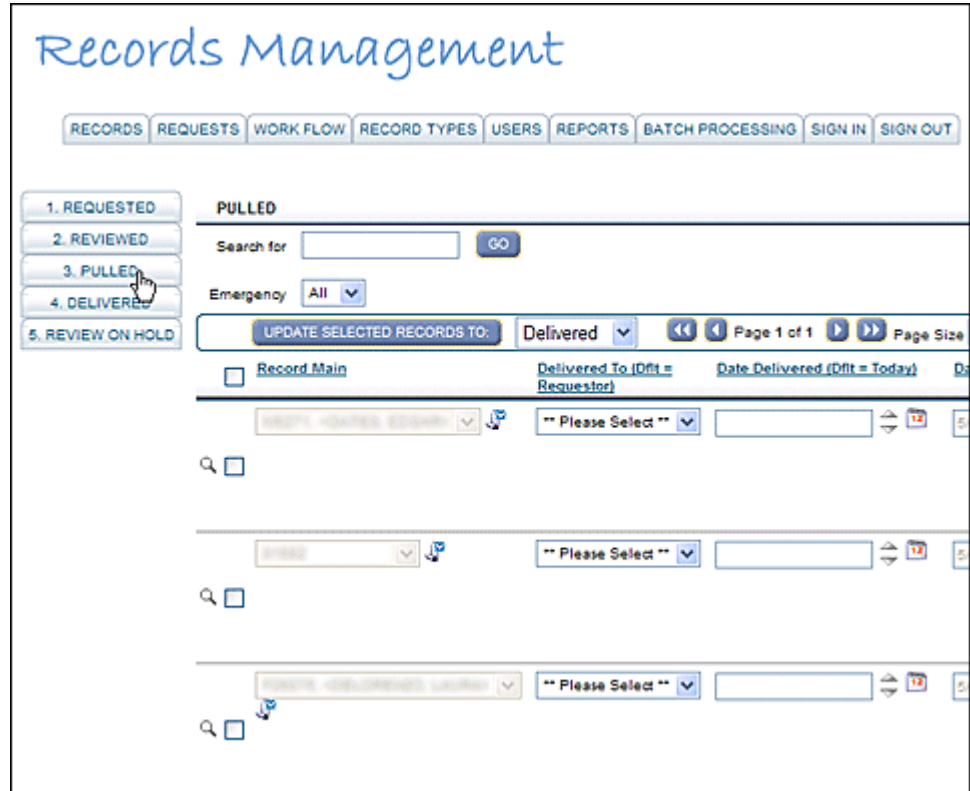 Records Management
RECORDS REQUESTS WORK FLOW RECORD TYPES USERS REPORTS BATCH PROCESSING SIGN IN SIGN OUT
1. REQUESTED
2. REVIEWED
3. PULLED
4. DELIVERED
5. REVIEW ON HOLD
PULLED
Search for GO
Emergency All
UPDATE SELECTED RECORDS TO: Delivered Page 1 of 1 Page Size
Record Main Delivered To (Dflt = Requestor) Date Delivered (Dflt = Today)
** Please Select ** 12
** Please Select ** 12
** Please Select ** 12